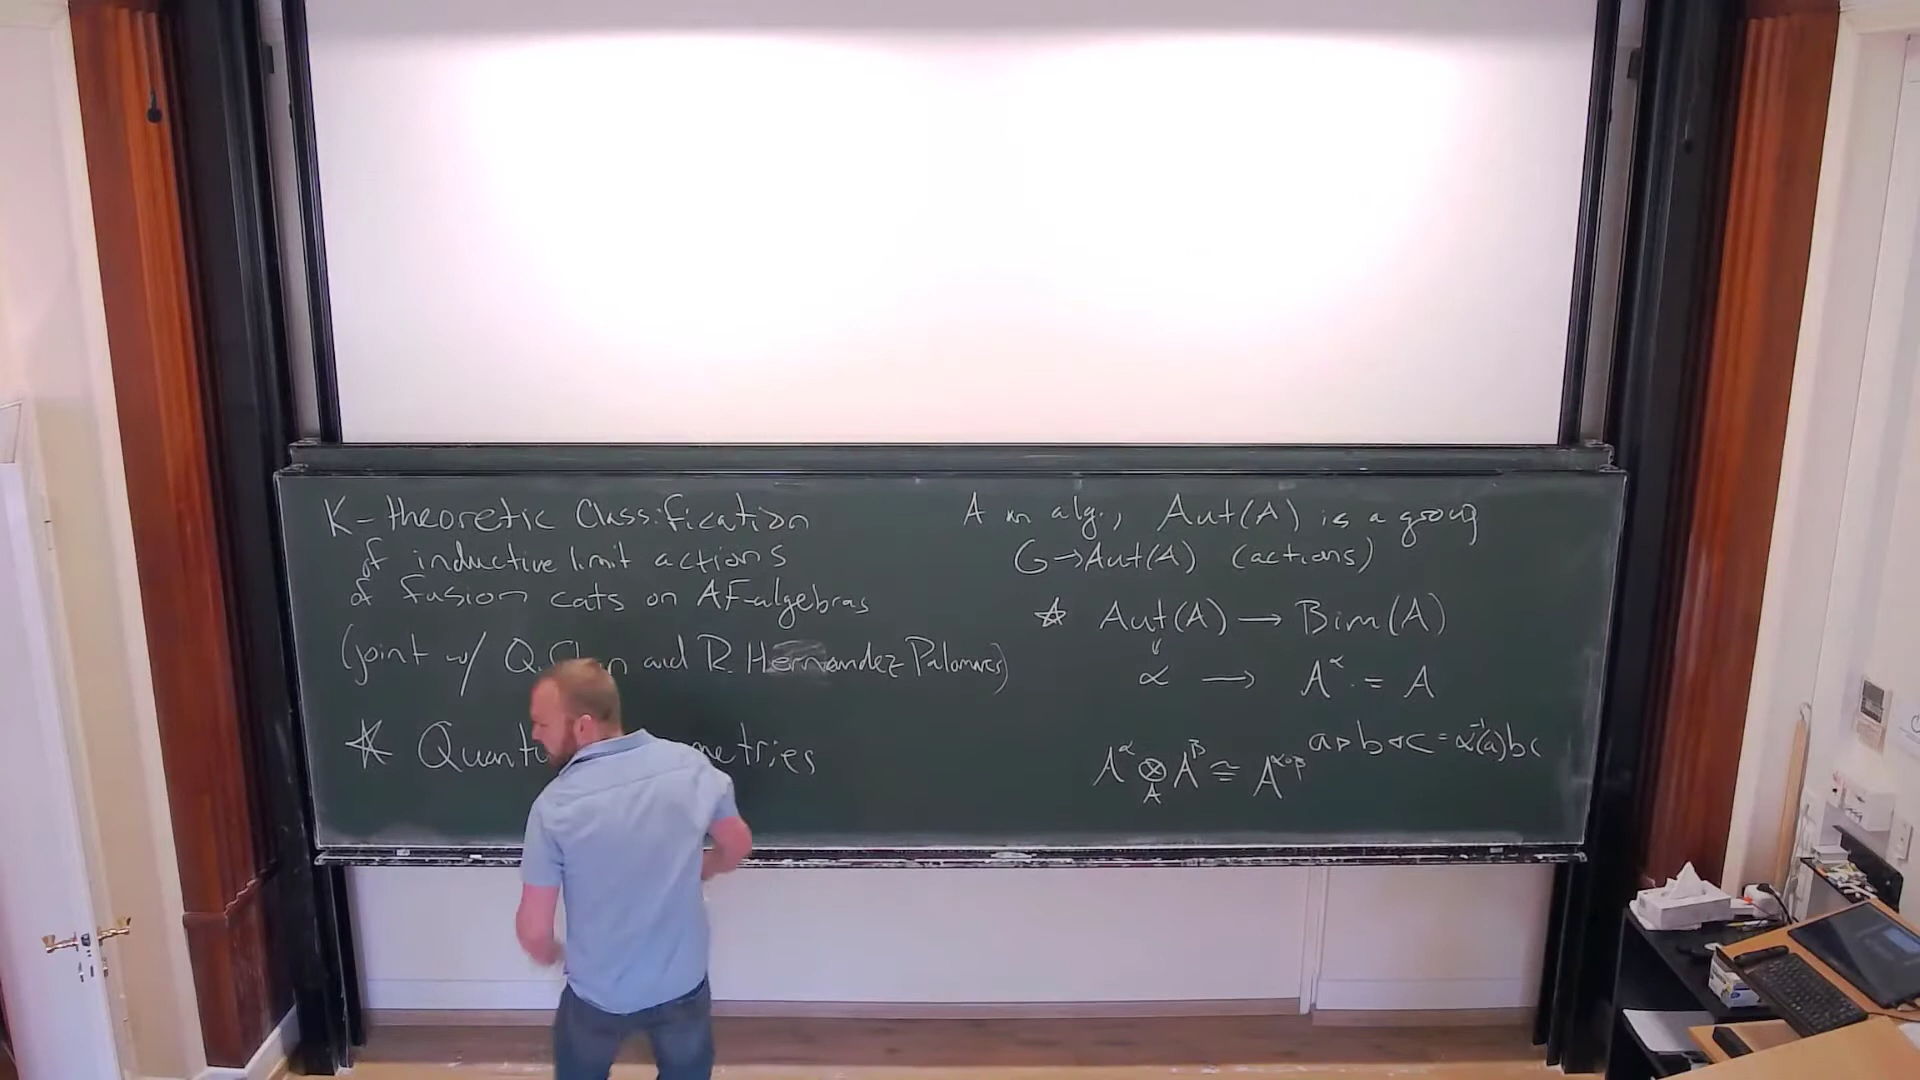 K-theoretic Classification
of inductive limit actions
of fusion cats on AF-algebras
(joint w/ Q. and R. Hernandez Palomares)
☆ Quant
A an alg., Aut(A) is a group
G→Aut(A) (actions)
☆ Aut(A) → Bim(A)
α → A^α := A
a▹b◃c = α^{-1}(a)bc
A^α ⊗_A A^β ≅ A^{α∘β}